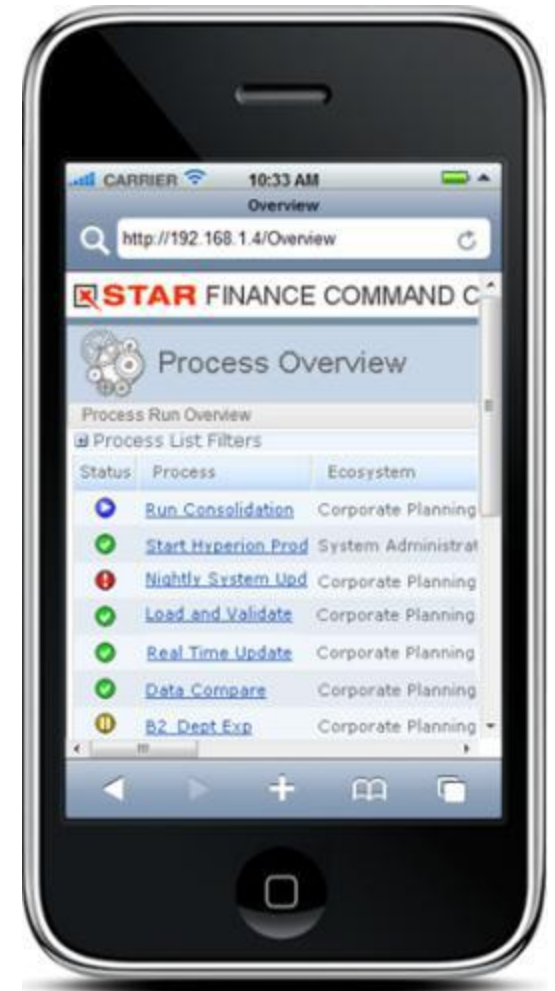 CARRIER 10:33 AM
Overview
http://192.168.1.4/Overview
STAR FINANCE COMMAND C
Process Overview
Process Run Overview
Process List Filters
Status Process Ecosystem
Run Consolidation Corporate Planning
Start Hyperion Prod System Administrat
Nightly System Upd Corporate Planning
Load and Validate Corporate Planning
Real Time Update Corporate Planning
Data Compare Corporate Planning
B2_Dept Exp Corporate Planning